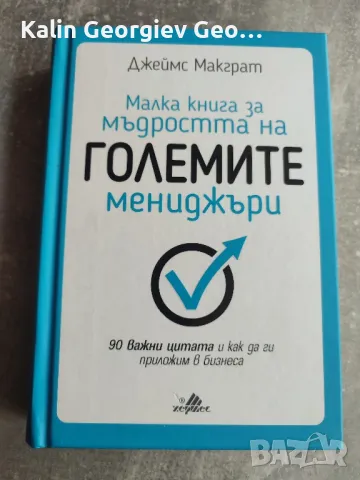 Kalin Georgiev Geo...
Джеймс Макграт
Малка книга за
мъдростта на
ГОЛЕМИТЕ
мениджъри
90 важни цитата и как да ги
приложим в бизнеса
хермес
BAZAR